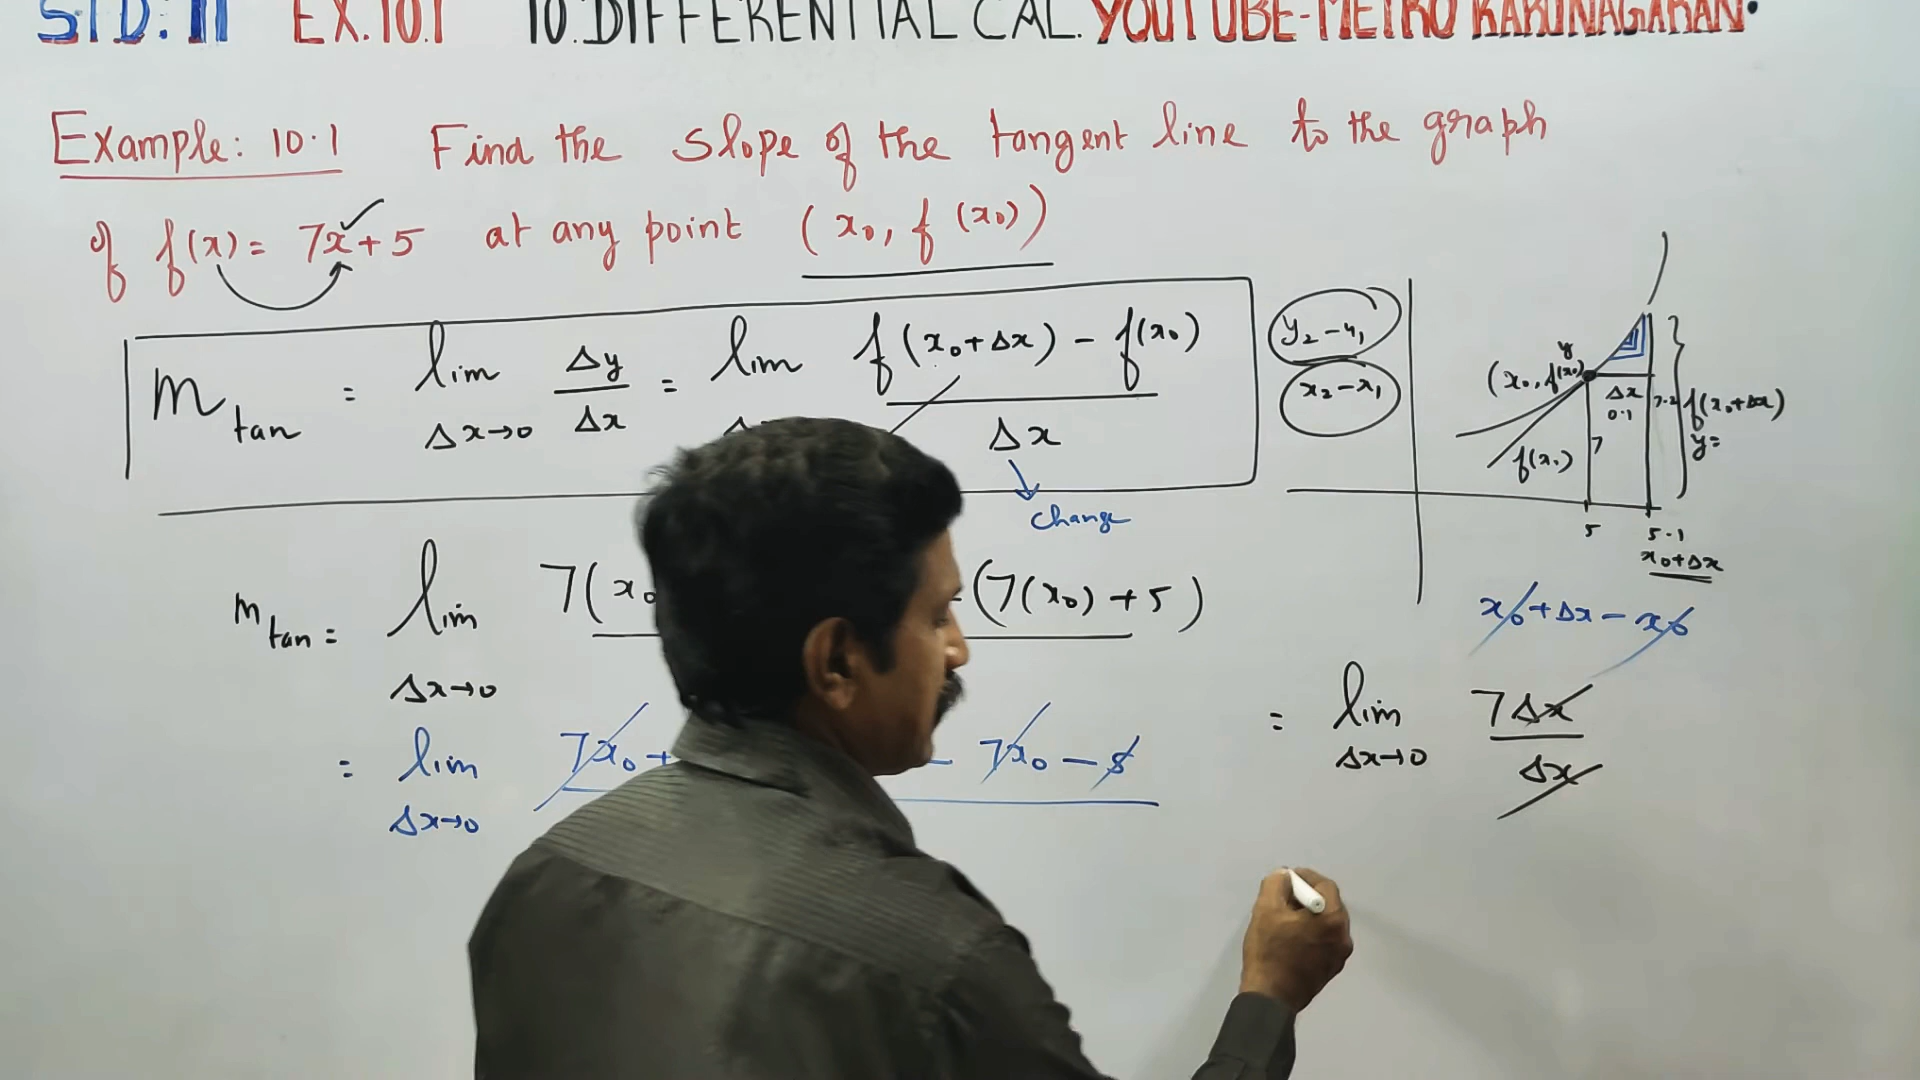 STD: 11 EX.10.1 10.DIFFERENTIAL CAL. YOUTUBE-METRO KARUNAGARAN.
Example: 10.1 Find the slope of the tangent line to the graph
of f(x) = 7x + 5 at any point (x₀, f(x₀))
m tan = lim Δx→0 Δy/Δx = lim f(x₀+Δx) - f(x₀) / Δx
change
y₂-y₁
x₂-x₁
(x₀, f(x₀)) y
Δx
0.1
7
f(x₀+Δx)
y=
f(x₀)
5 5.1
x₀+Δx
m tan = lim Δx→0 7(x₀ (7(x₀) + 5)
x₀+Δx-x₀
= lim Δx→0 7x₀+ - 7x₀ - 5
= lim Δx→0 7Δx/Δx